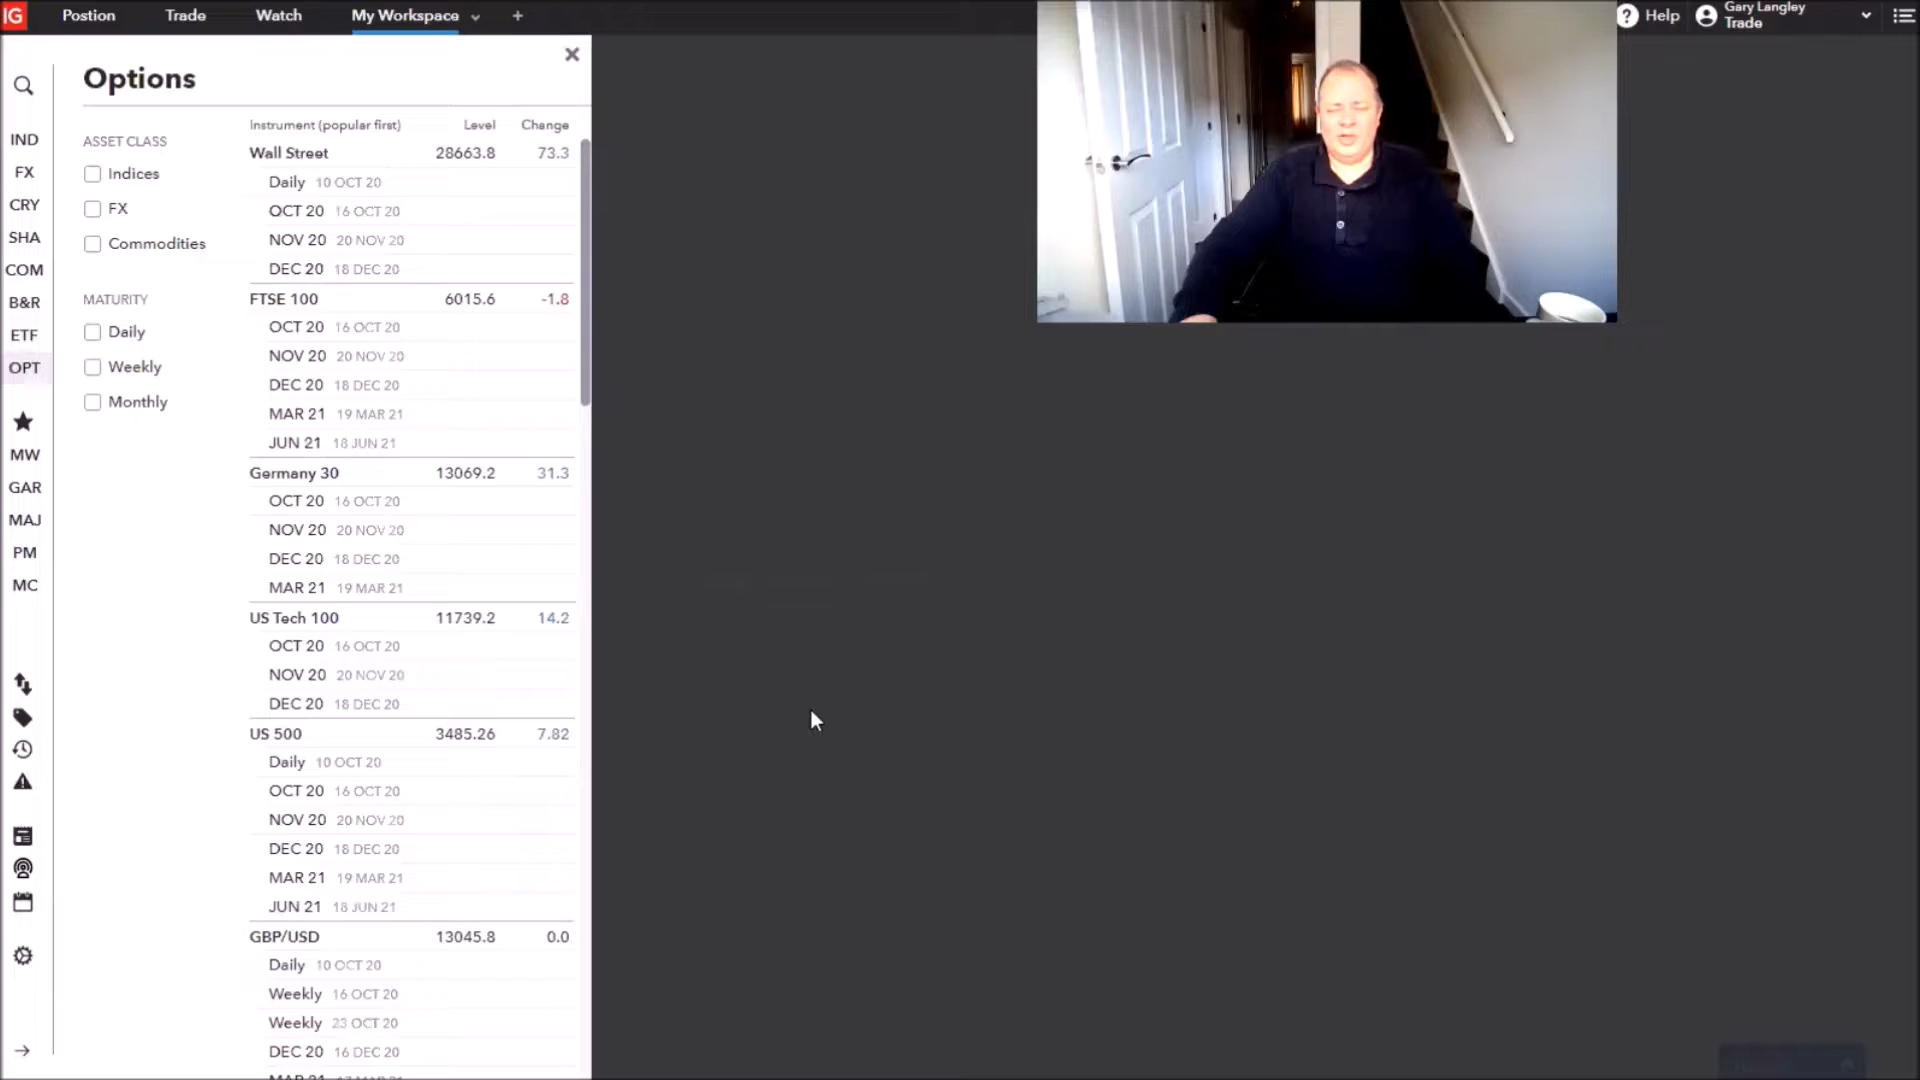 IG Postion Trade Watch My Workspace + Help Gary Langley
Trade
Options
Instrument (popular first) Level Change
ASSET CLASS
Indices
FX
Commodities
MATURITY
Daily
Weekly
Monthly
IND
FX
CRY
SHA
COM
B&R
ETF
OPT
MW
GAR
MAJ
PM
MC
Wall Street 28663.8 73.3
Daily 10 OCT 20
OCT 20 16 OCT 20
NOV 20 20 NOV 20
DEC 20 18 DEC 20
FTSE 100 6015.6 -1.8
OCT 20 16 OCT 20
NOV 20 20 NOV 20
DEC 20 18 DEC 20
MAR 21 19 MAR 21
JUN 21 18 JUN 21
Germany 30 13069.2 31.3
OCT 20 16 OCT 20
NOV 20 20 NOV 20
DEC 20 18 DEC 20
MAR 21 19 MAR 21
US Tech 100 11739.2 14.2
OCT 20 16 OCT 20
NOV 20 20 NOV 20
DEC 20 18 DEC 20
US 500 3485.26 7.82
Daily 10 OCT 20
OCT 20 16 OCT 20
NOV 20 20 NOV 20
DEC 20 18 DEC 20
MAR 21 19 MAR 21
JUN 21 18 JUN 21
GBP/USD 13045.8 0.0
Daily 10 OCT 20
Weekly 16 OCT 20
Weekly 23 OCT 20
DEC 20 16 DEC 20